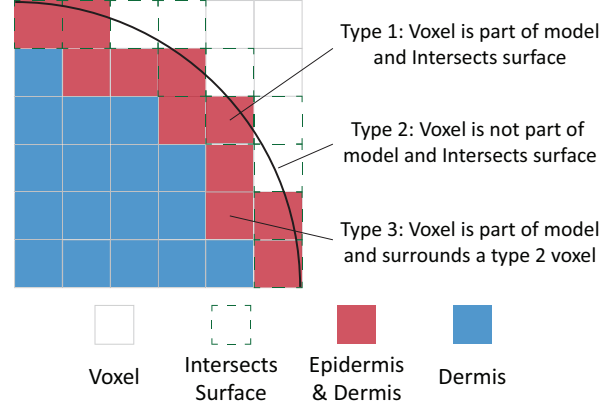 Type 1: Voxel is part of model
and Intersects surface
Type 2: Voxel is not part of
model and Intersects surface
Type 3: Voxel is part of model
and surrounds a type 2 voxel
Voxel
Intersects
Surface
Epidermis
& Dermis
Dermis